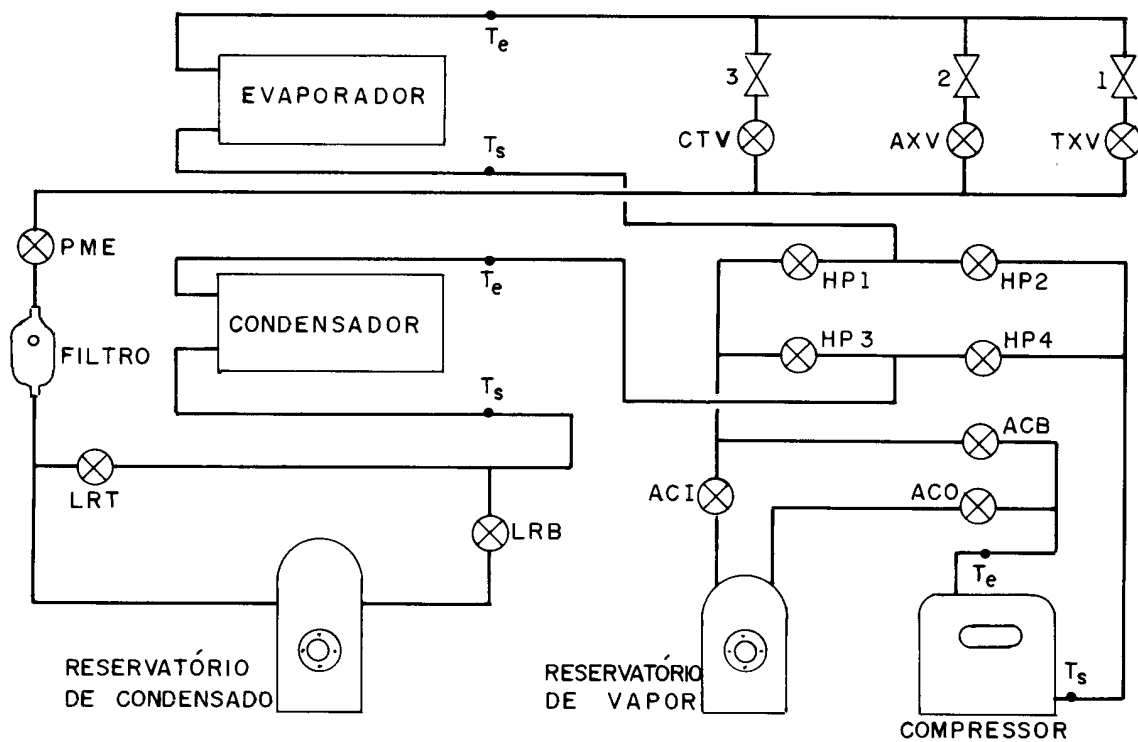 Te
EVAPORADOR
3
2
1
CTV
AXV
TXV
Ts
PME
HP1
HP2
Te
CONDENSADOR
FILTRO
HP3
HP4
Ts
ACB
LRT
ACI
ACO
LRB
Te
RESERVATÓRIO
DE CONDENSADO
RESERVATÓRIO
DE VAPOR
Ts
COMPRESSOR